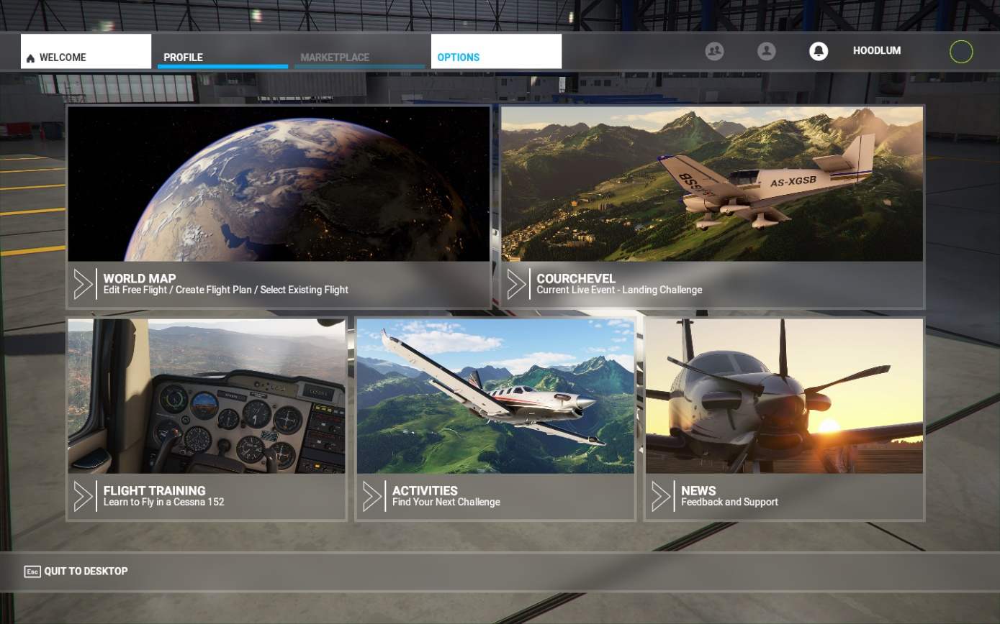 WELCOME
PROFILE
MARKETPLACE
OPTIONS
HOODLUM
AS-XGSB
WORLD MAP
Edit Free Flight / Create Flight Plan / Select Existing Flight
COURCHEVEL
Current Live Event - Landing Challenge
FLIGHT TRAINING
Learn to Fly in a Cessna 152
ACTIVITIES
Find Your Next Challenge
NEWS
Feedback and Support
Esc QUIT TO DESKTOP